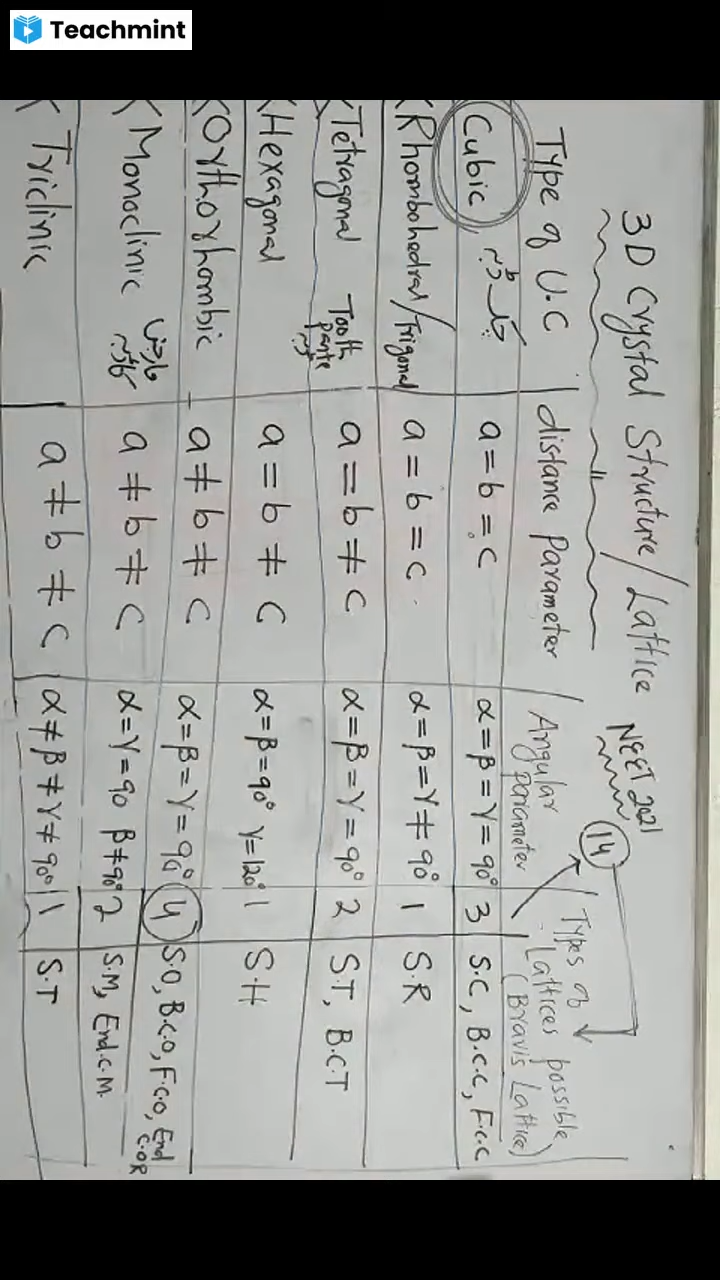 Teachmint
3D Crystal Structure/Lattice NEET 2021
14
Type of U.C distance Parameter Angular Parameter Types of Lattices possible (Bravis Lattice)
Cubic, a = b = c α = β = γ = 90° 3 S.C, B.C.C, F.C.C
Rhombohedral/Trigonal a = b = c α = β = γ ≠ 90° 1 S.R
Tetragonal Tooth paste a = b ≠ c α = β = γ = 90° 2 S.T, B.C.T
Hexagonal a = b ≠ c α = β = 90° γ = 120° 1 S.H
Orthorhombic a ≠ b ≠ c α = β = γ = 90° 4 S.O, B.C.O, F.C.O, End C.OR
Monoclinic a ≠ b ≠ c α = γ = 90 β ≠ 90° 2 S.M, End.C.M.
Triclinic a ≠ b ≠ c α ≠ β ≠ γ ≠ 90° 1 S.T